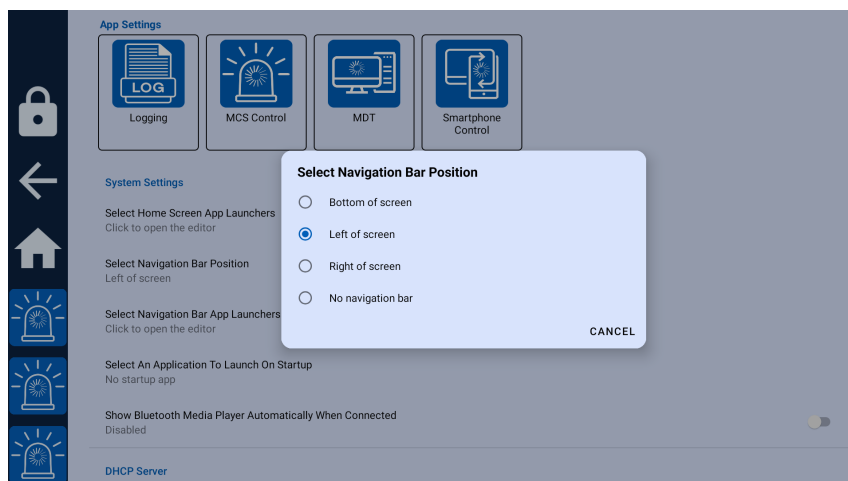 App Settings
LOG
Logging
MCS Control
MDT
Smartphone
Control
System Settings
Select Home Screen App Launchers
Click to open the editor
Select Navigation Bar Position
Left of screen
Select Navigation Bar App Launchers
Click to open the editor
Select An Application To Launch On Startup
No startup app
Show Bluetooth Media Player Automatically When Connected
Disabled
DHCP Server
Select Navigation Bar Position
Bottom of screen
Left of screen
Right of screen
No navigation bar
CANCEL